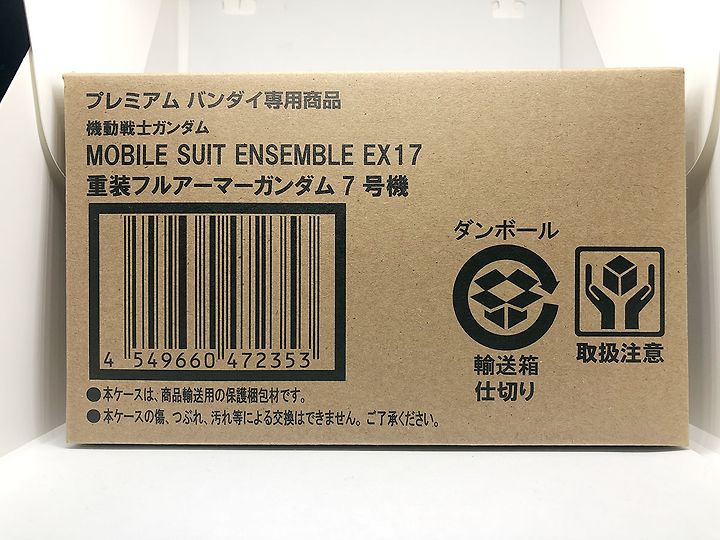 プレミアム バンダイ専用商品
機動戦士ガンダム
MOBILE SUIT ENSEMBLE EX17
重装フルアーマーガンダム 7 号機
4 549660 472353
ダンボール
輸送箱
仕切り
取扱注意
●本ケースは、商品輸送用の保護梱包材です。
●本ケースの傷、つぶれ、汚れ等による交換はできません。ご了承ください。